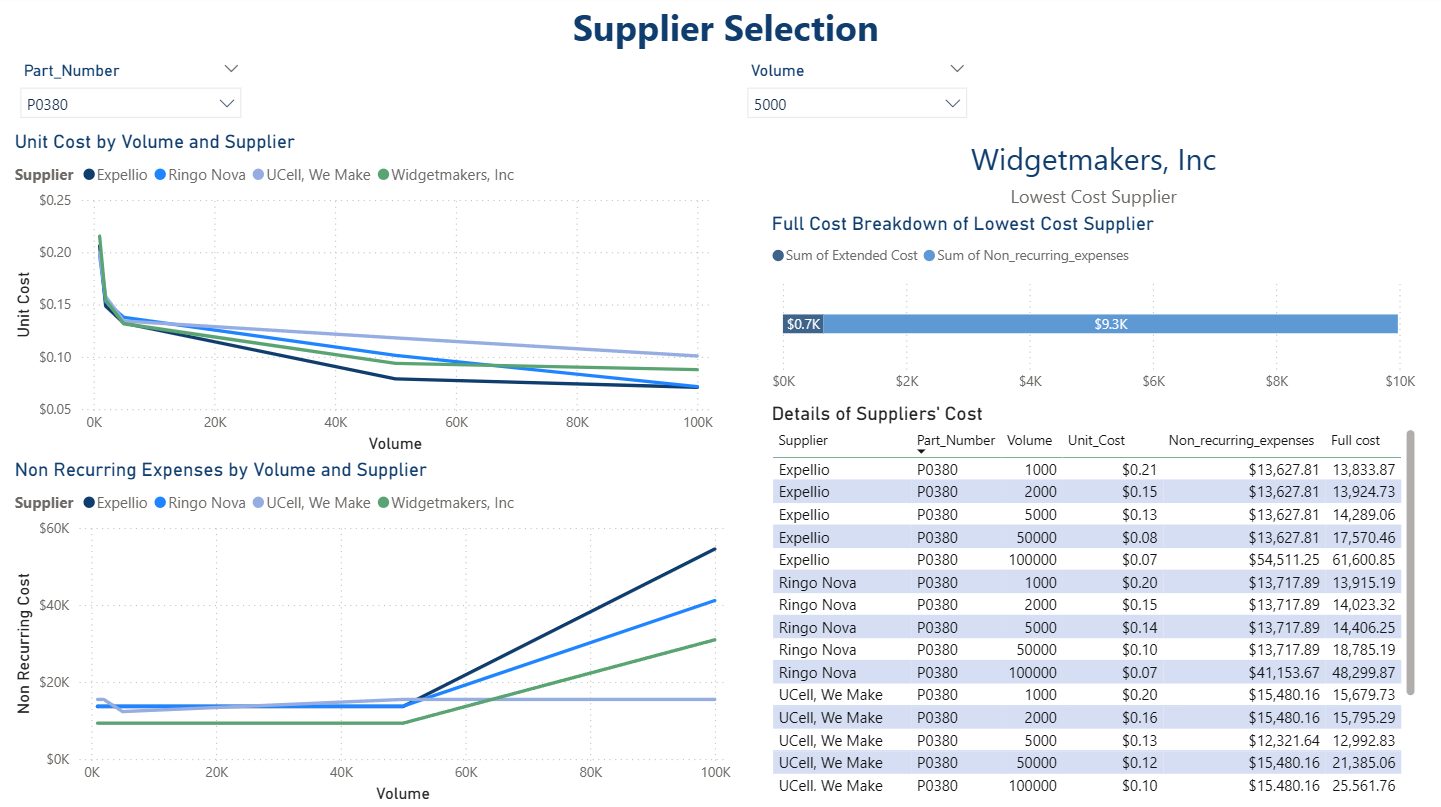 Supplier Selection
Part_Number
P0380
Volume
5000
Unit Cost by Volume and Supplier
Supplier Expellio Ringo Nova UCell, We Make Widgetmakers, Inc
$0.25
$0.20
$0.15
$0.10
$0.05
Unit Cost
0K 20K 40K 60K 80K 100K
Volume
Non Recurring Expenses by Volume and Supplier
Supplier Expellio Ringo Nova UCell, We Make Widgetmakers, Inc
$60K
$40K
$20K
$0K
Non Recurring Cost
0K 20K 40K 60K 80K 100K
Volume
Widgetmakers, Inc
Lowest Cost Supplier
Full Cost Breakdown of Lowest Cost Supplier
Sum of Extended Cost Sum of Non_recurring_expenses
$0.7K $9.3K
$0K $2K $4K $6K $8K $10K
Details of Suppliers' Cost
Supplier Part_Number Volume Unit_Cost Non_recurring_expenses Full cost
Expellio P0380 1000 $0.21 $13,627.81 13,833.87
Expellio P0380 2000 $0.15 $13,627.81 13,924.73
Expellio P0380 5000 $0.13 $13,627.81 14,289.06
Expellio P0380 50000 $0.08 $13,627.81 17,570.46
Expellio P0380 100000 $0.07 $54,511.25 61,600.85
Ringo Nova P0380 1000 $0.20 $13,717.89 13,915.19
Ringo Nova P0380 2000 $0.15 $13,717.89 14,023.32
Ringo Nova P0380 5000 $0.14 $13,717.89 14,406.25
Ringo Nova P0380 50000 $0.10 $13,717.89 18,785.19
Ringo Nova P0380 100000 $0.07 $41,153.67 48,299.87
UCell, We Make P0380 1000 $0.20 $15,480.16 15,679.73
UCell, We Make P0380 2000 $0.16 $15,480.16 15,795.29
UCell, We Make P0380 5000 $0.13 $12,321.64 12,992.83
UCell, We Make P0380 50000 $0.12 $15,480.16 21,385.06
UCell, We Make P0380 100000 $0.10 $15,480.16 25,561.76